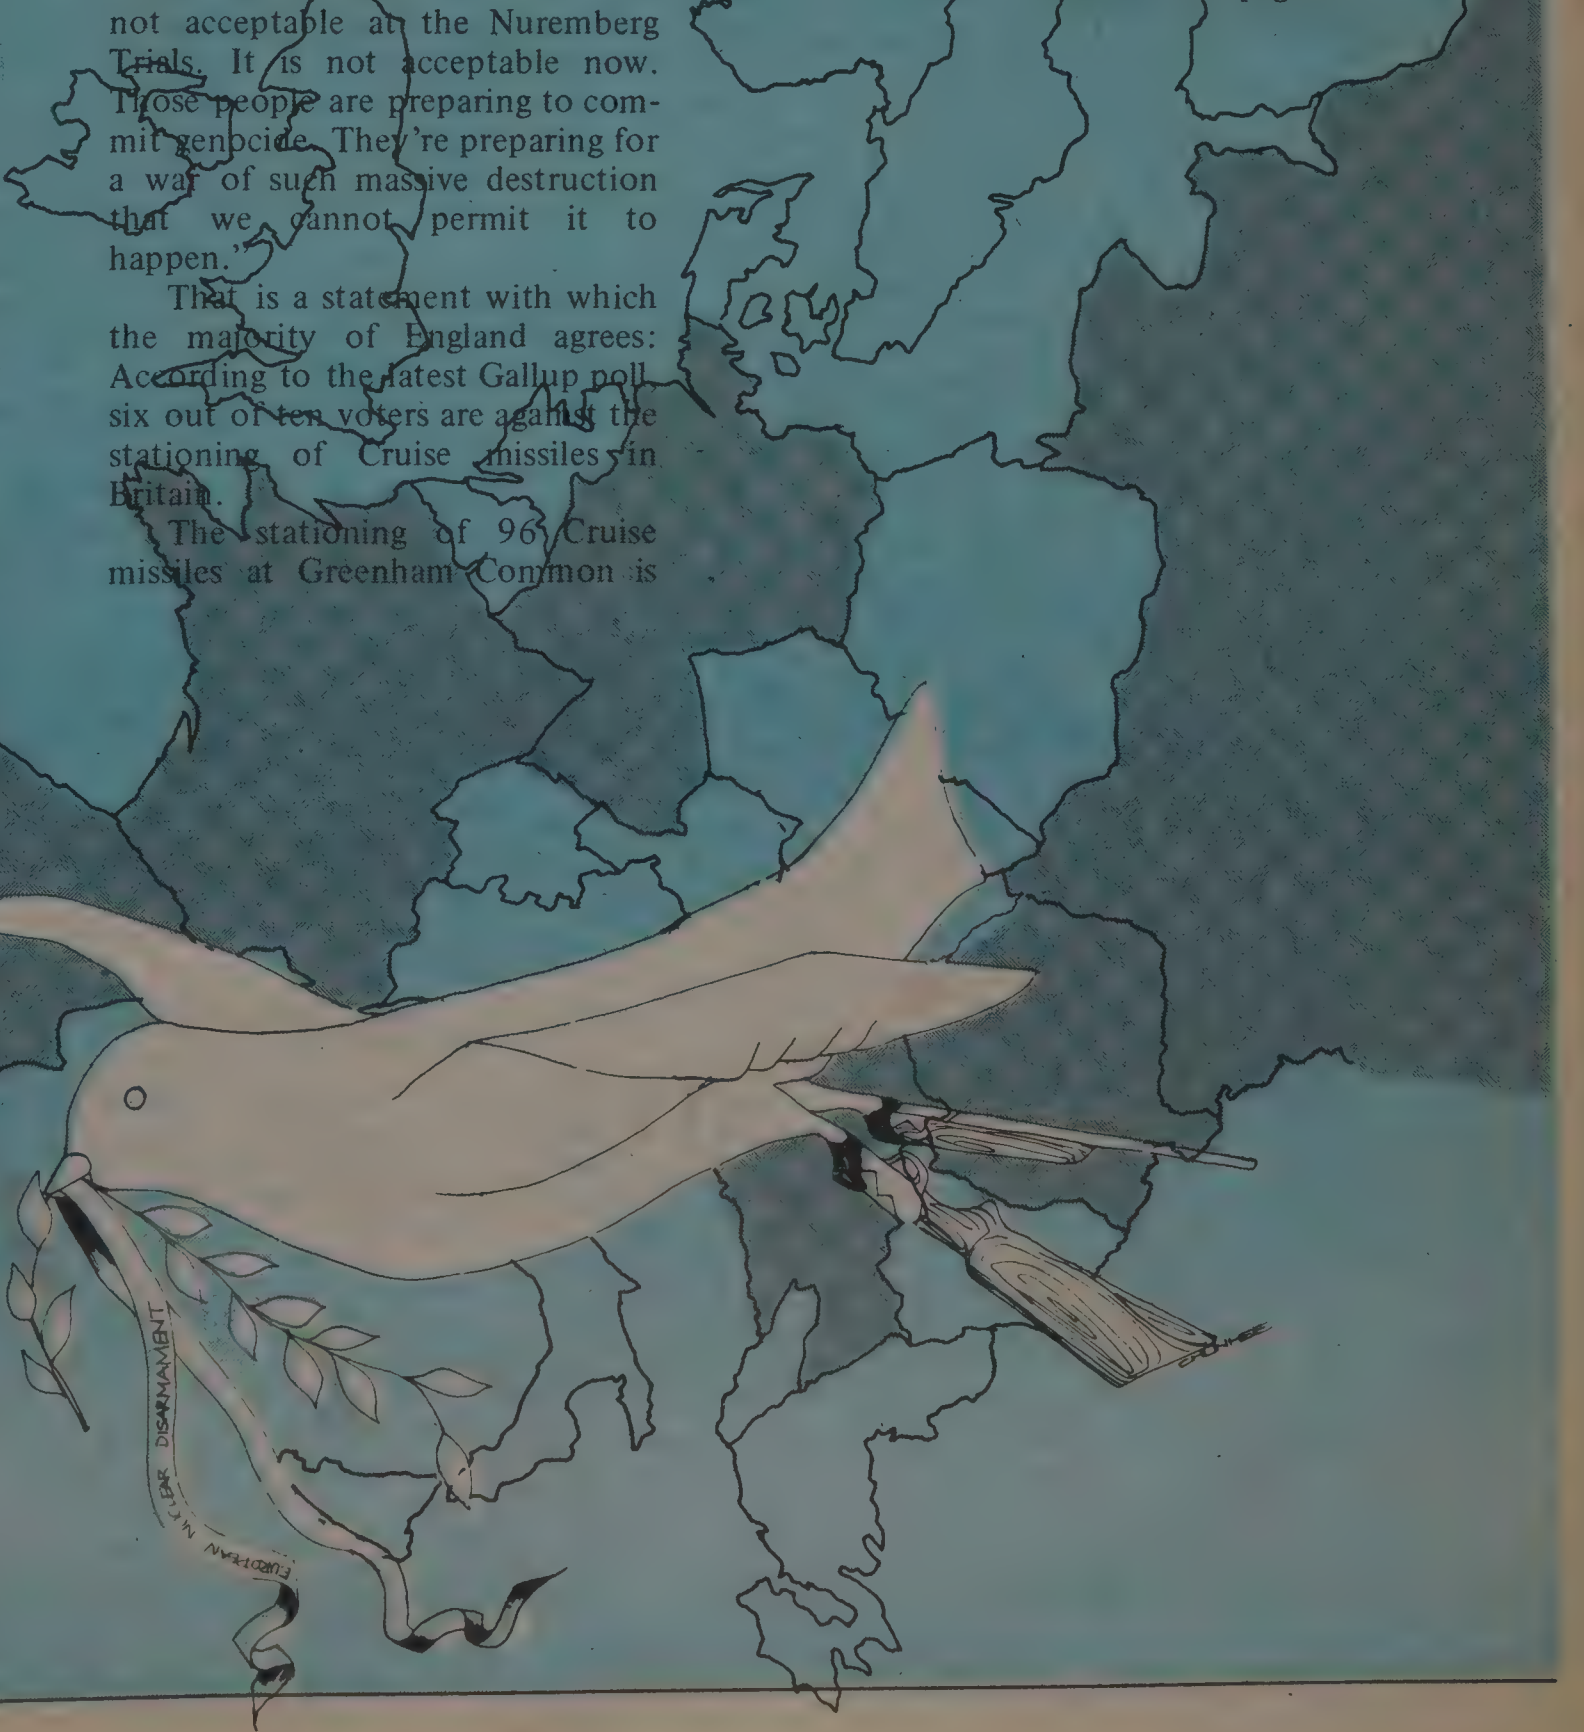 not acceptable at the Nuremberg
Trials. It is not acceptable now.
Those people are preparing to com-
mit genocide. They're preparing for
a war of such massive destruction
that we cannot permit it to
happen."
That is a statement with which
the majority of England agrees:
According to the latest Gallup poll,
six out of ten voters are against the
stationing of Cruise missiles in
Britain.
The stationing of 96 Cruise
missiles at Greenham Common is
EUROPEAN NUCLEAR DISARMAMENT